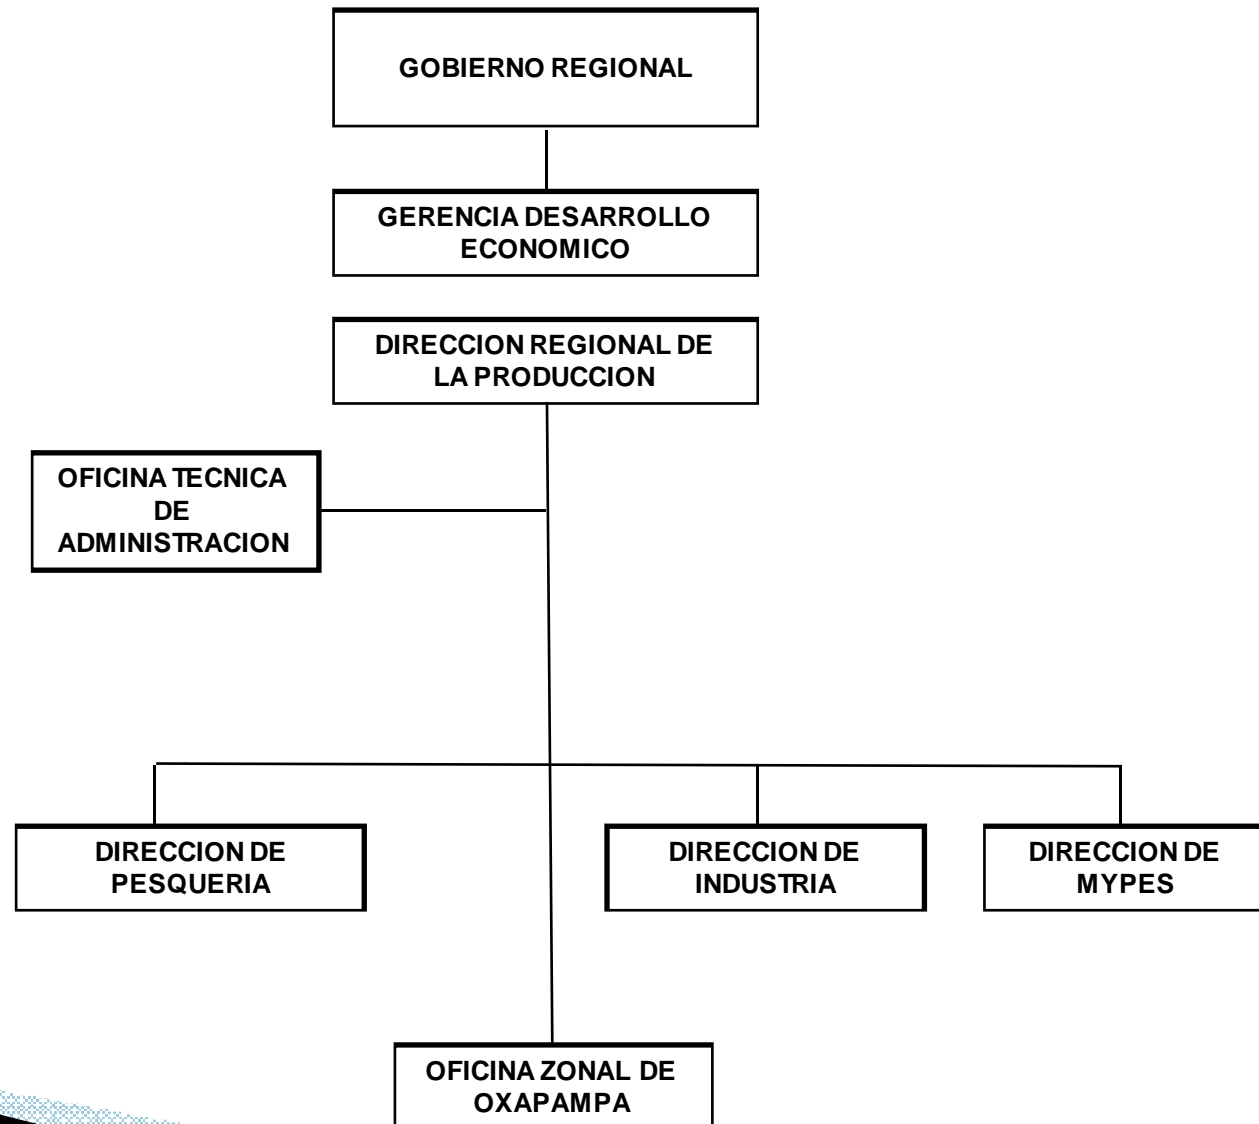 GOBIERNO REGIONAL
GERENCIA DESARROLLO
ECONOMICO
DIRECCION REGIONAL DE
LA PRODUCCION
OFICINA TECNICA
DE
ADMINISTRACION
DIRECCION DE
PESQUERIA
DIRECCION DE
INDUSTRIA
DIRECCION DE
MYPES
OFICINA ZONAL DE
OXAPAMPA